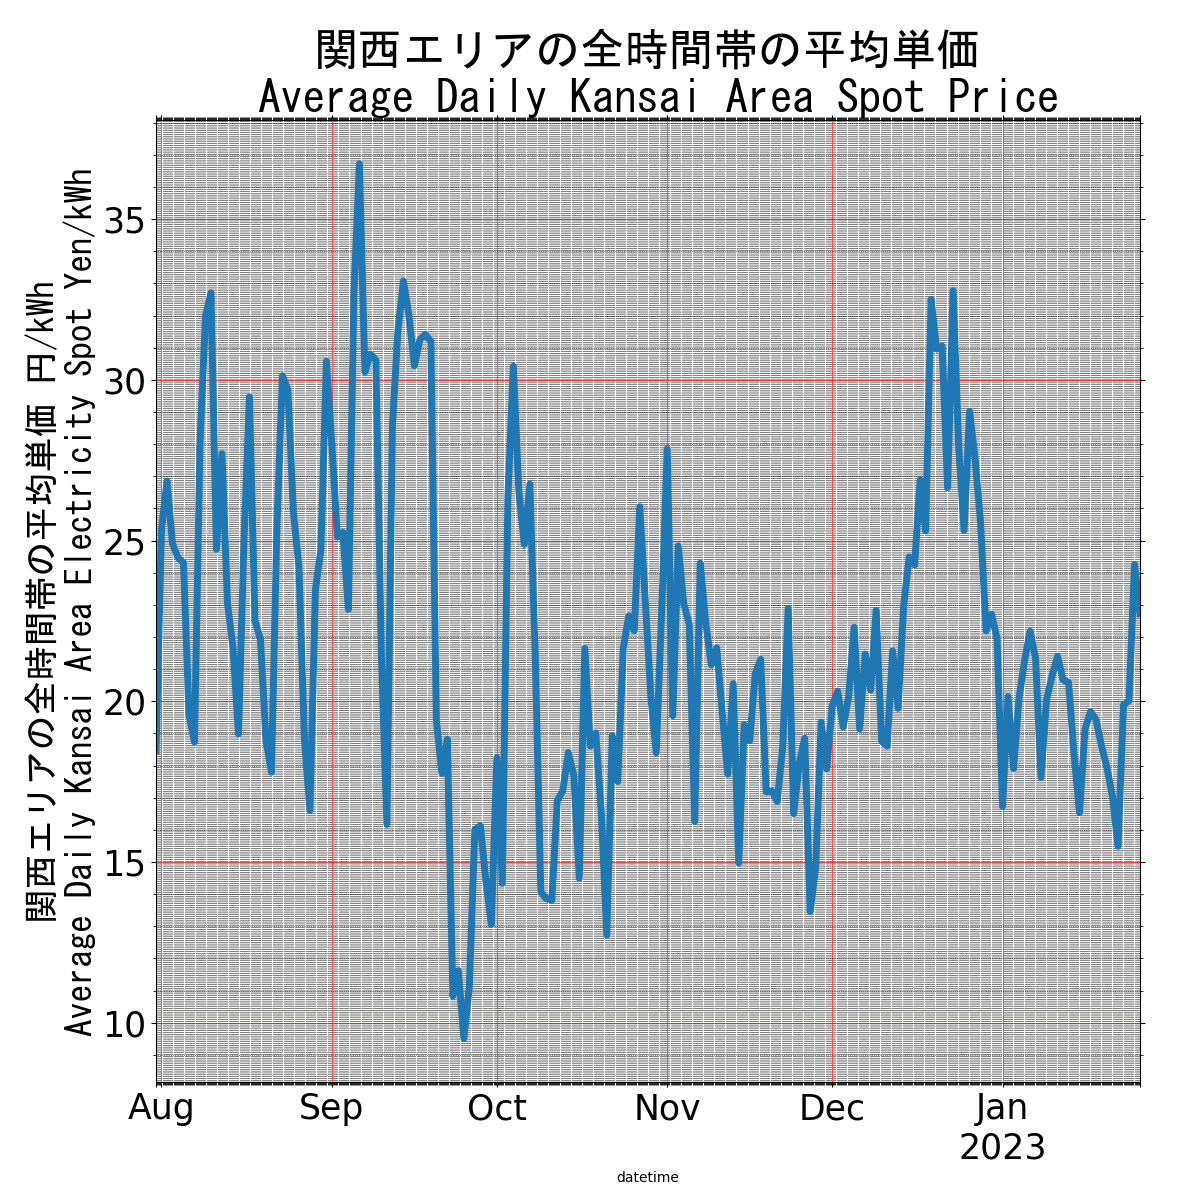 関西エリアの全時間帯の平均単価
Average Daily Kansai Area Spot Price
関西エリアの全時間帯の平均単価 円/kWh
Average Daily Kansai Area Electricity Spot Yen/kWh
35
30
25
20
15
10
Aug Sep Oct Nov Dec Jan
2023
datetime